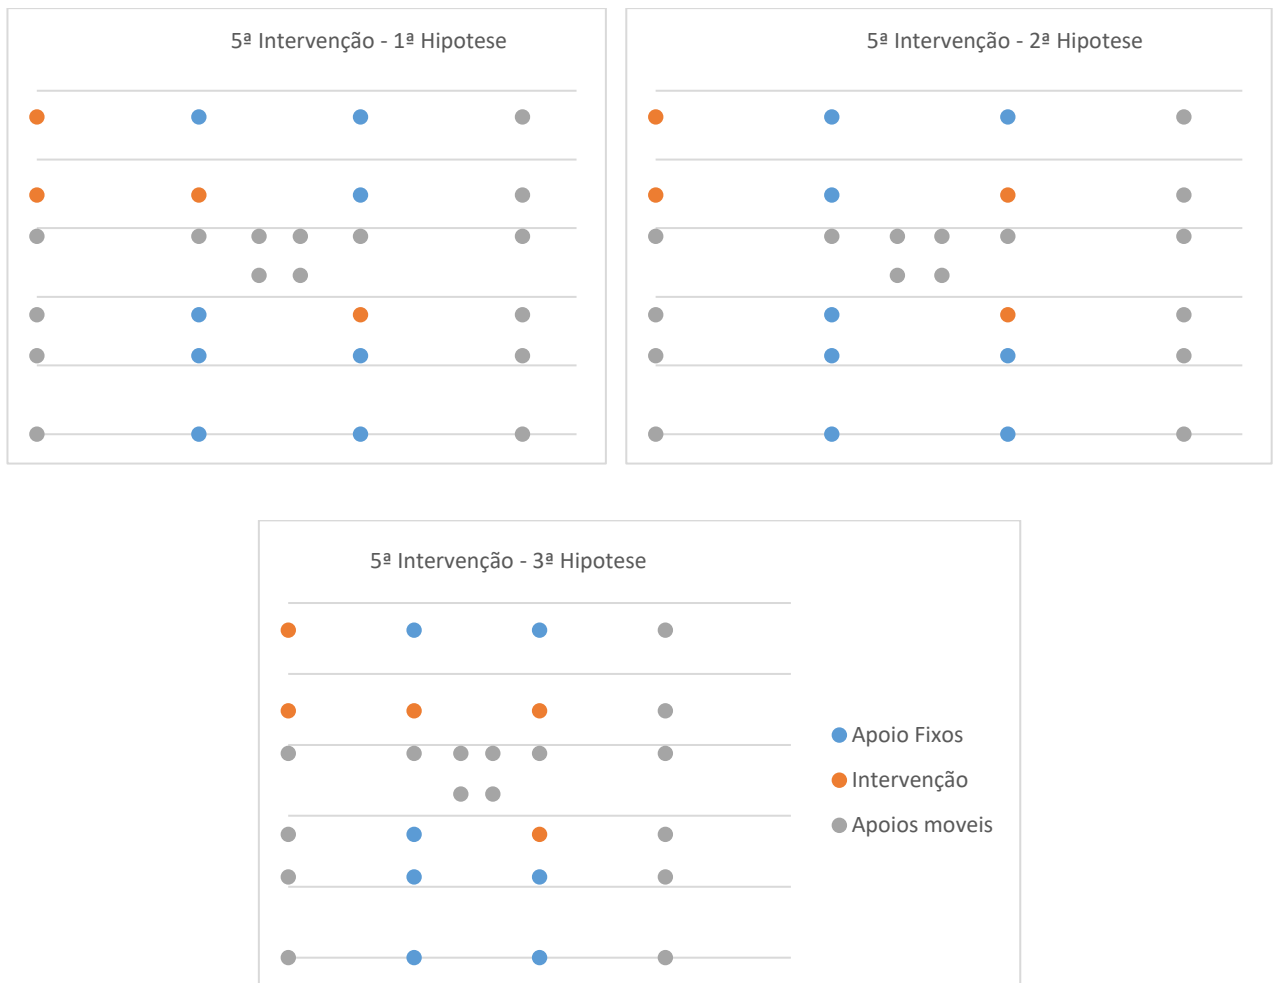 5ª Intervenção - 1ª Hipotese
5ª Intervenção - 2ª Hipotese
5ª Intervenção - 3ª Hipotese
Apoio Fixos
Intervenção
Apoios moveis